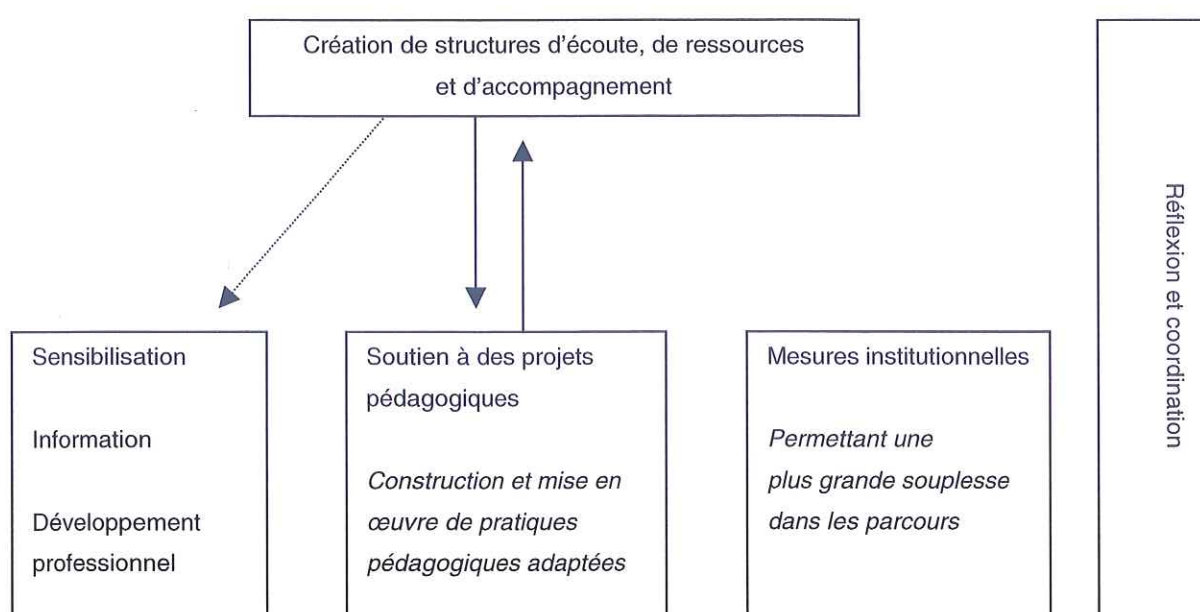 Création de structures d'écoute, de ressources
et d'accompagnement
Sensibilisation
Information
Développement
professionnel
Soutien à des projets
pédagogiques
Construction et mise en
œuvre de pratiques
pédagogiques adaptées
Mesures institutionnelles
Permettant une
plus grande souplesse
dans les parcours
Réflexion et coordination